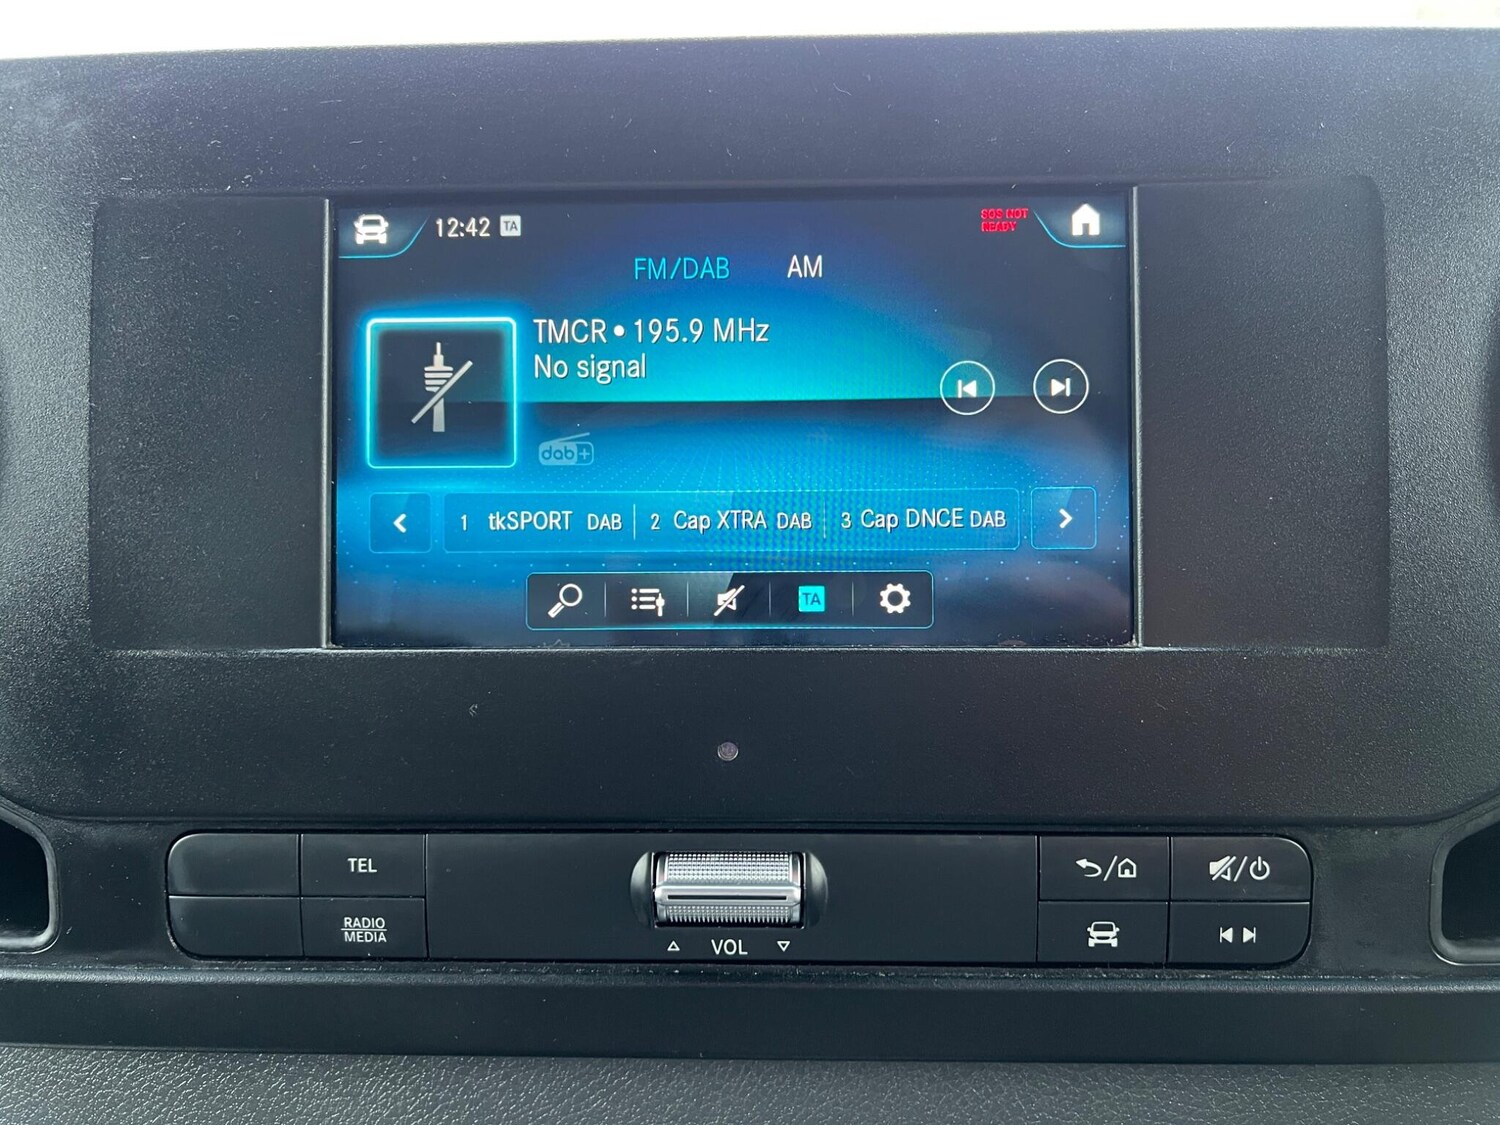 12:42 TA
SOS NOT
READY
FM/DAB AM
TMCR • 195.9 MHz
No signal
dab+
1 tkSPORT DAB 2 Cap XTRA DAB 3 Cap DNCE DAB
TA
TEL
RADIO
MEDIA
VOL